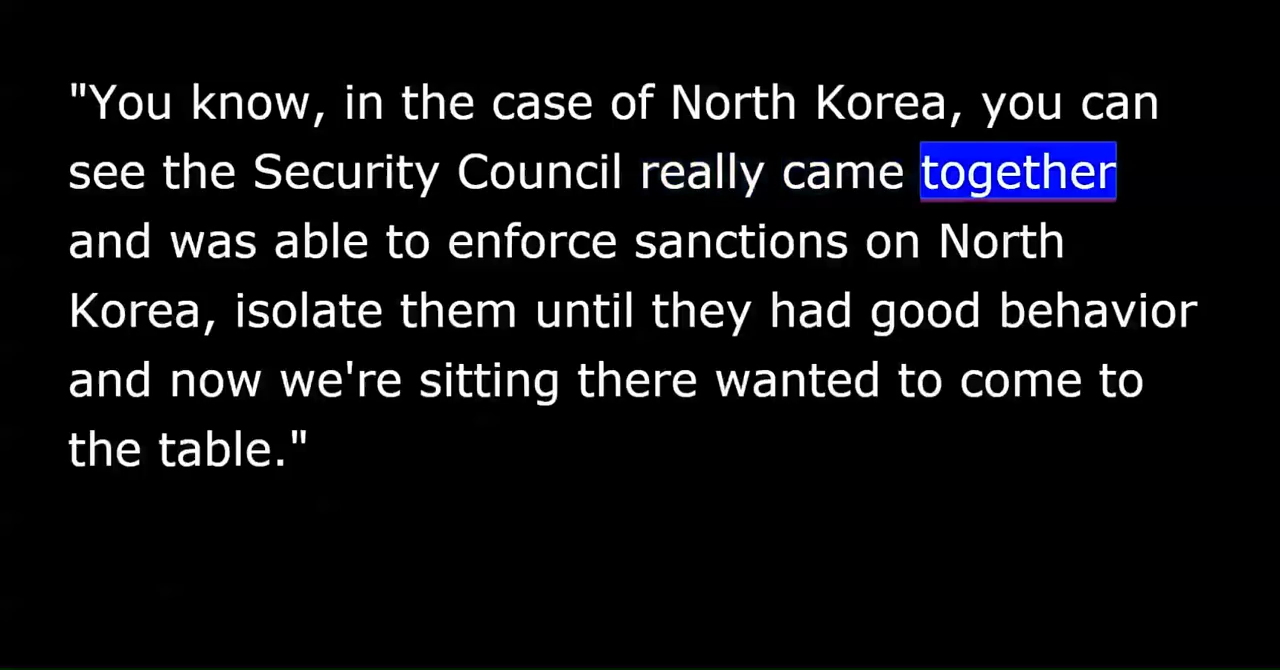 "You know, in the case of North Korea, you can
see the Security Council really came together
and was able to enforce sanctions on North
Korea, isolate them until they had good behavior
and now we're sitting there wanted to come to
the table."